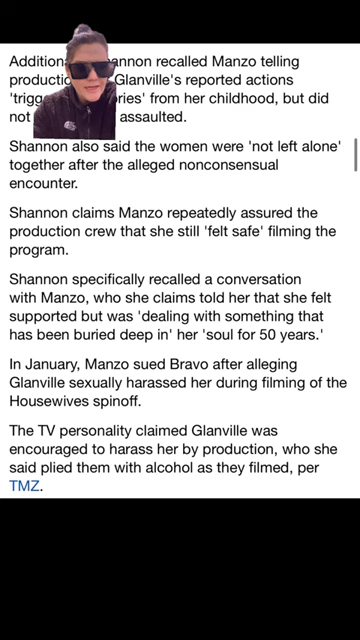 Addition nnon recalled Manzo telling
productio Glanville's reported actions
'trigg ries' from her childhood, but did
not assaulted.
Shannon also said the women were 'not left alone'
together after the alleged nonconsensual
encounter.
Shannon claims Manzo repeatedly assured the
production crew that she still 'felt safe' filming the
program.
Shannon specifically recalled a conversation
with Manzo, who she claims told her that she felt
supported but was 'dealing with something that
has been buried deep in' her 'soul for 50 years.'
In January, Manzo sued Bravo after alleging
Glanville sexually harassed her during filming of the
Housewives spinoff.
The TV personality claimed Glanville was
encouraged to harass her by production, who she
said plied them with alcohol as they filmed, per
TMZ.